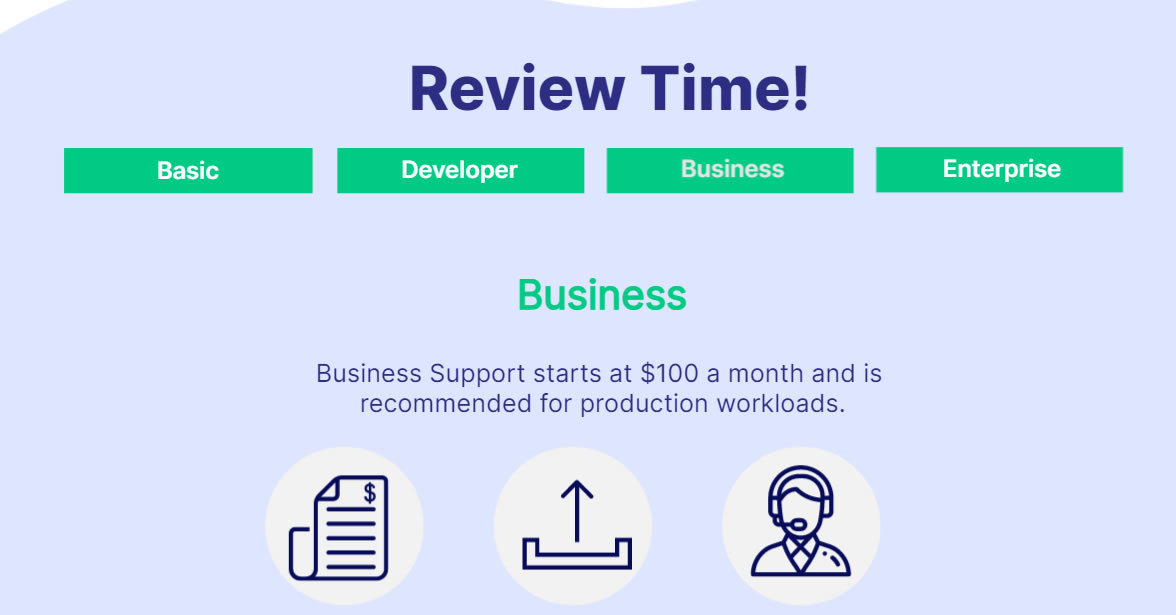 Review Time!
Basic
Developer
Business
Enterprise
Business
Business Support starts at $100 a month and is
recommended for production workloads.
$